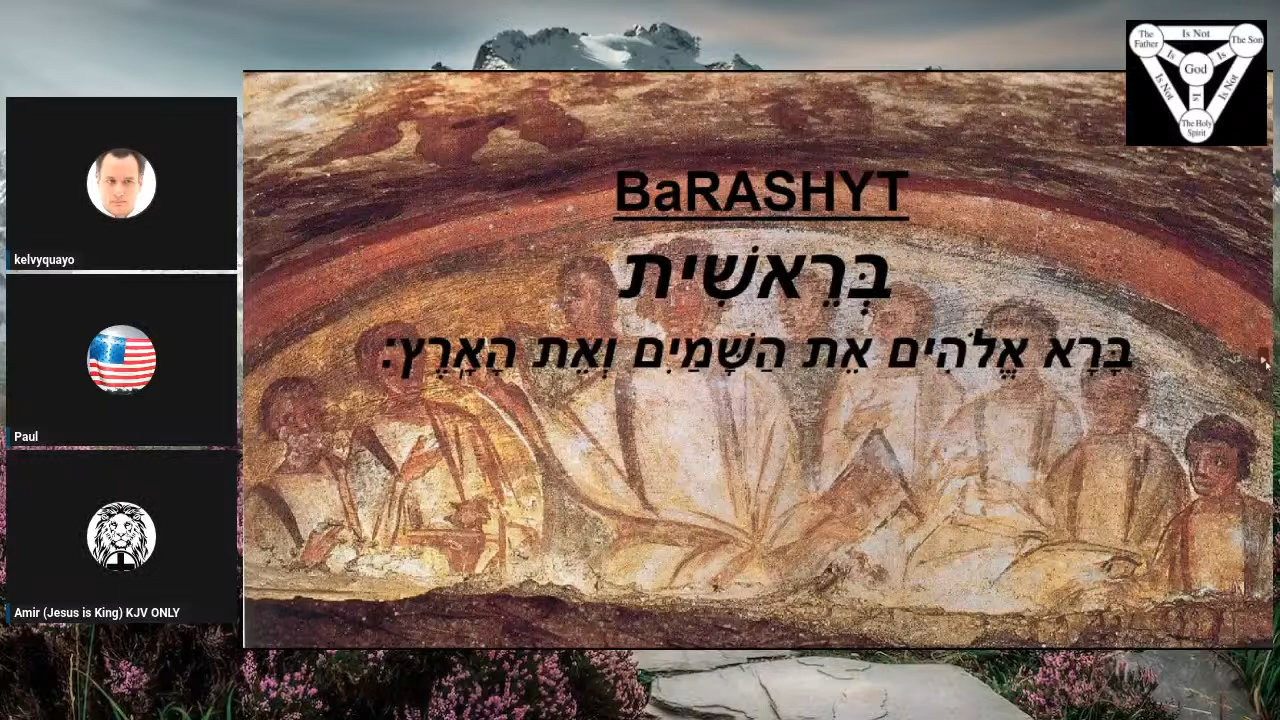 The Father
Is Not
The Son
Is
God
Is
Is Not
Is
Is Not
The Holy Spirit
BaRASHYT
בְּרֵאשִׁית
בָּרָא אֱלֹהִים אֵת הַשָּׁמַיִם וְאֵת הָאָרֶץ׃
kelvyquayo
Paul
Amir (Jesus is King) KJV ONLY